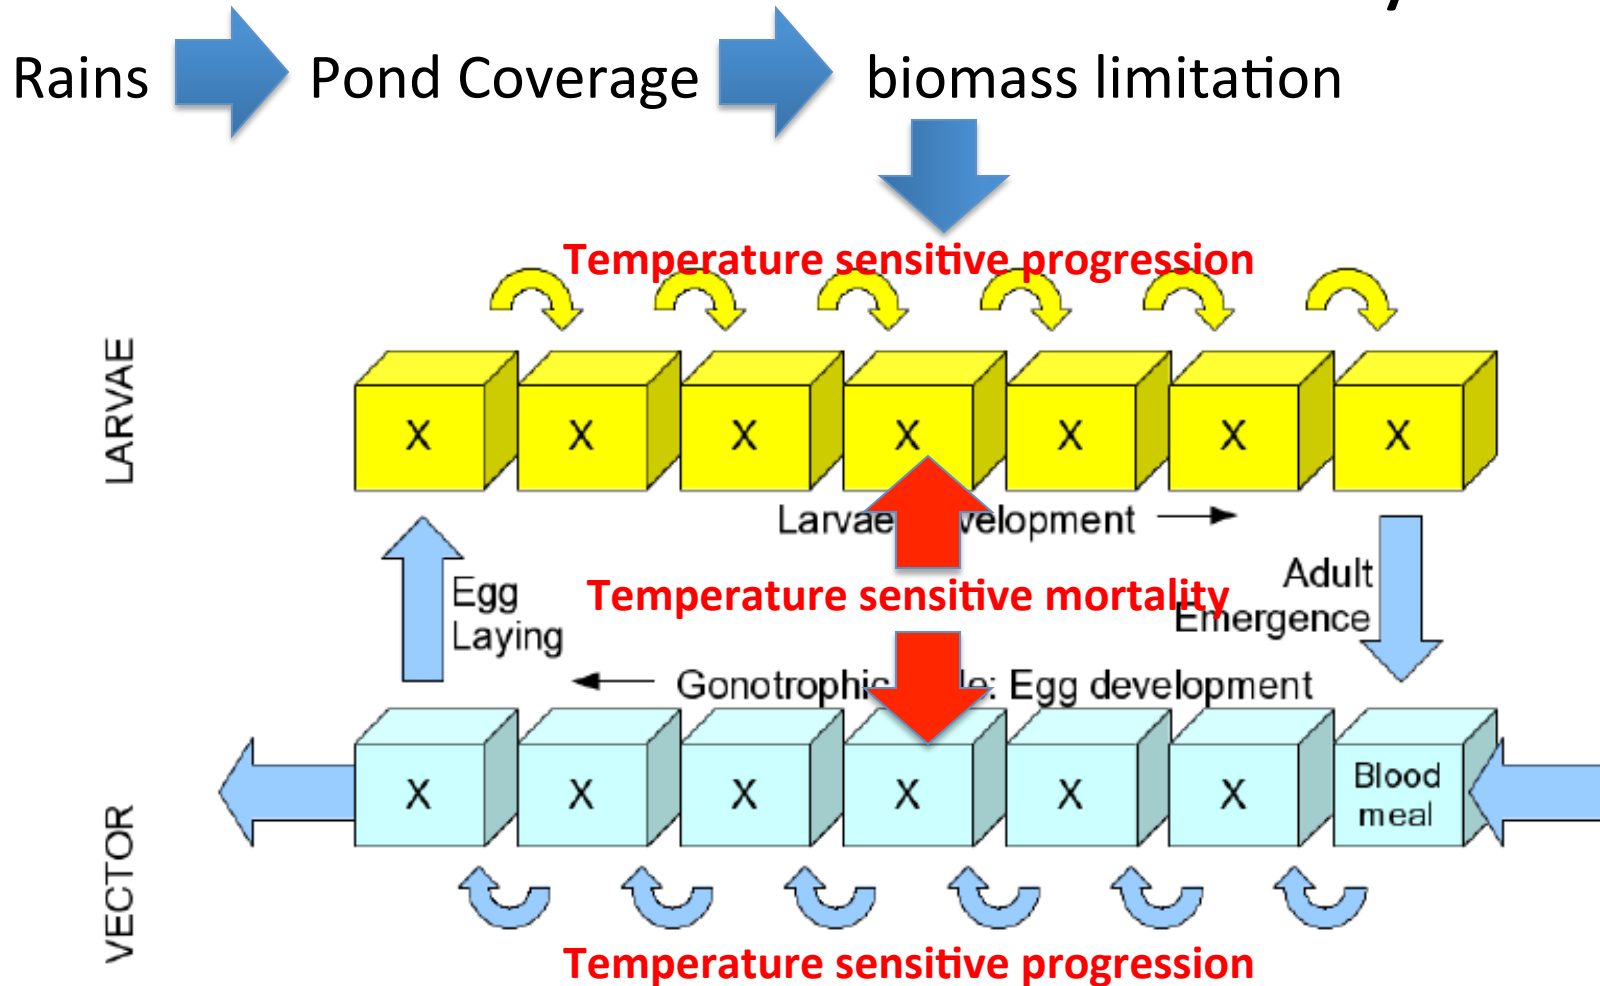 Rains
Pond Coverage
biomass limitation
Temperature sensitive progression
LARVAE
X X X X X X X
Larvae development
Egg
Laying
Temperature sensitive mortality
Adult
Emergence
Gonotrophic : Egg development
VECTOR
X X X X X X
Blood
meal
Temperature sensitive progression